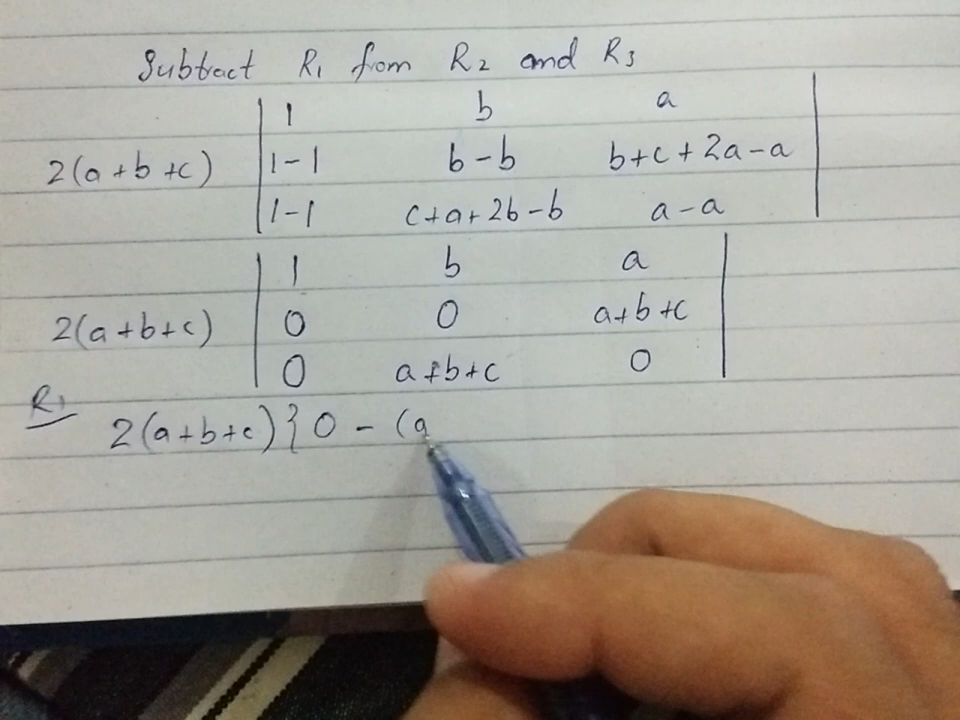 Subtract R₁ from R₂ and R₃
| 1 b a |
2(a+b+c) | 1-1 b-b b+c+2a-a |
| 1-1 c+a+2b-b a-a |
| 1 b a |
2(a+b+c) | 0 0 a+b+c |
| 0 a+b+c 0 |
R₁
2(a+b+c){0-(a